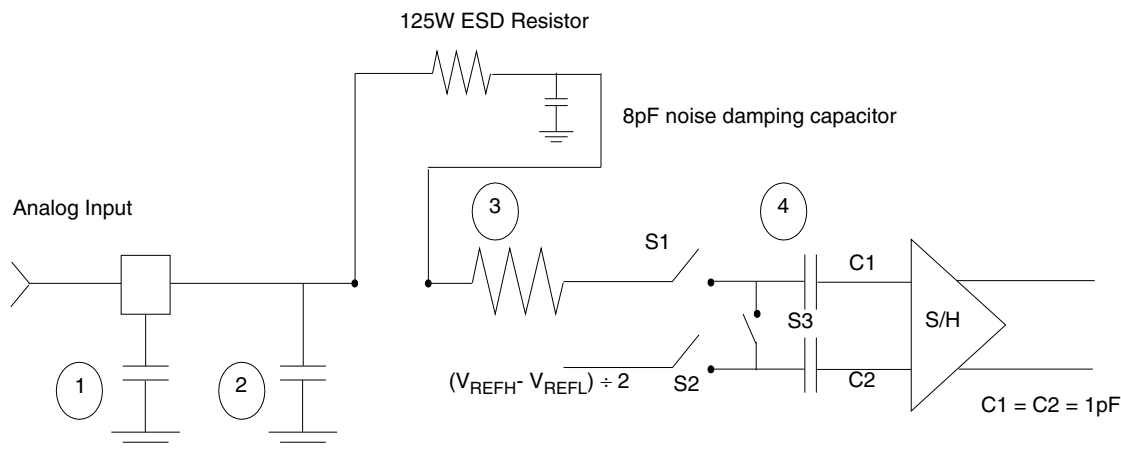 125W ESD Resistor
8pF noise damping capacitor
Analog Input
3
4
S1
C1
S3
S/H
1
2
(VREFH- VREFL) ÷ 2
S2
C2
C1 = C2 = 1pF